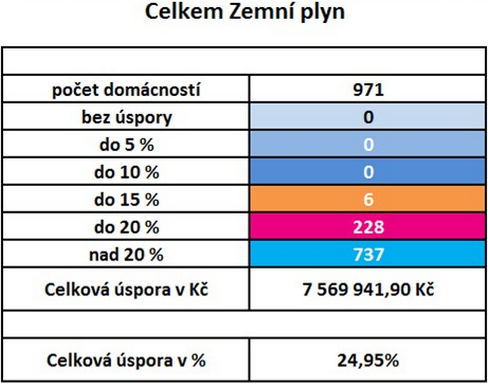 Celkem Zemní plyn
počet domácností 971
bez úspory 0
do 5 % 0
do 10 % 0
do 15 % 6
do 20 % 228
nad 20 % 737
Celková úspora v Kč 7 569 941,90 Kč
Celková úspora v % 24,95%